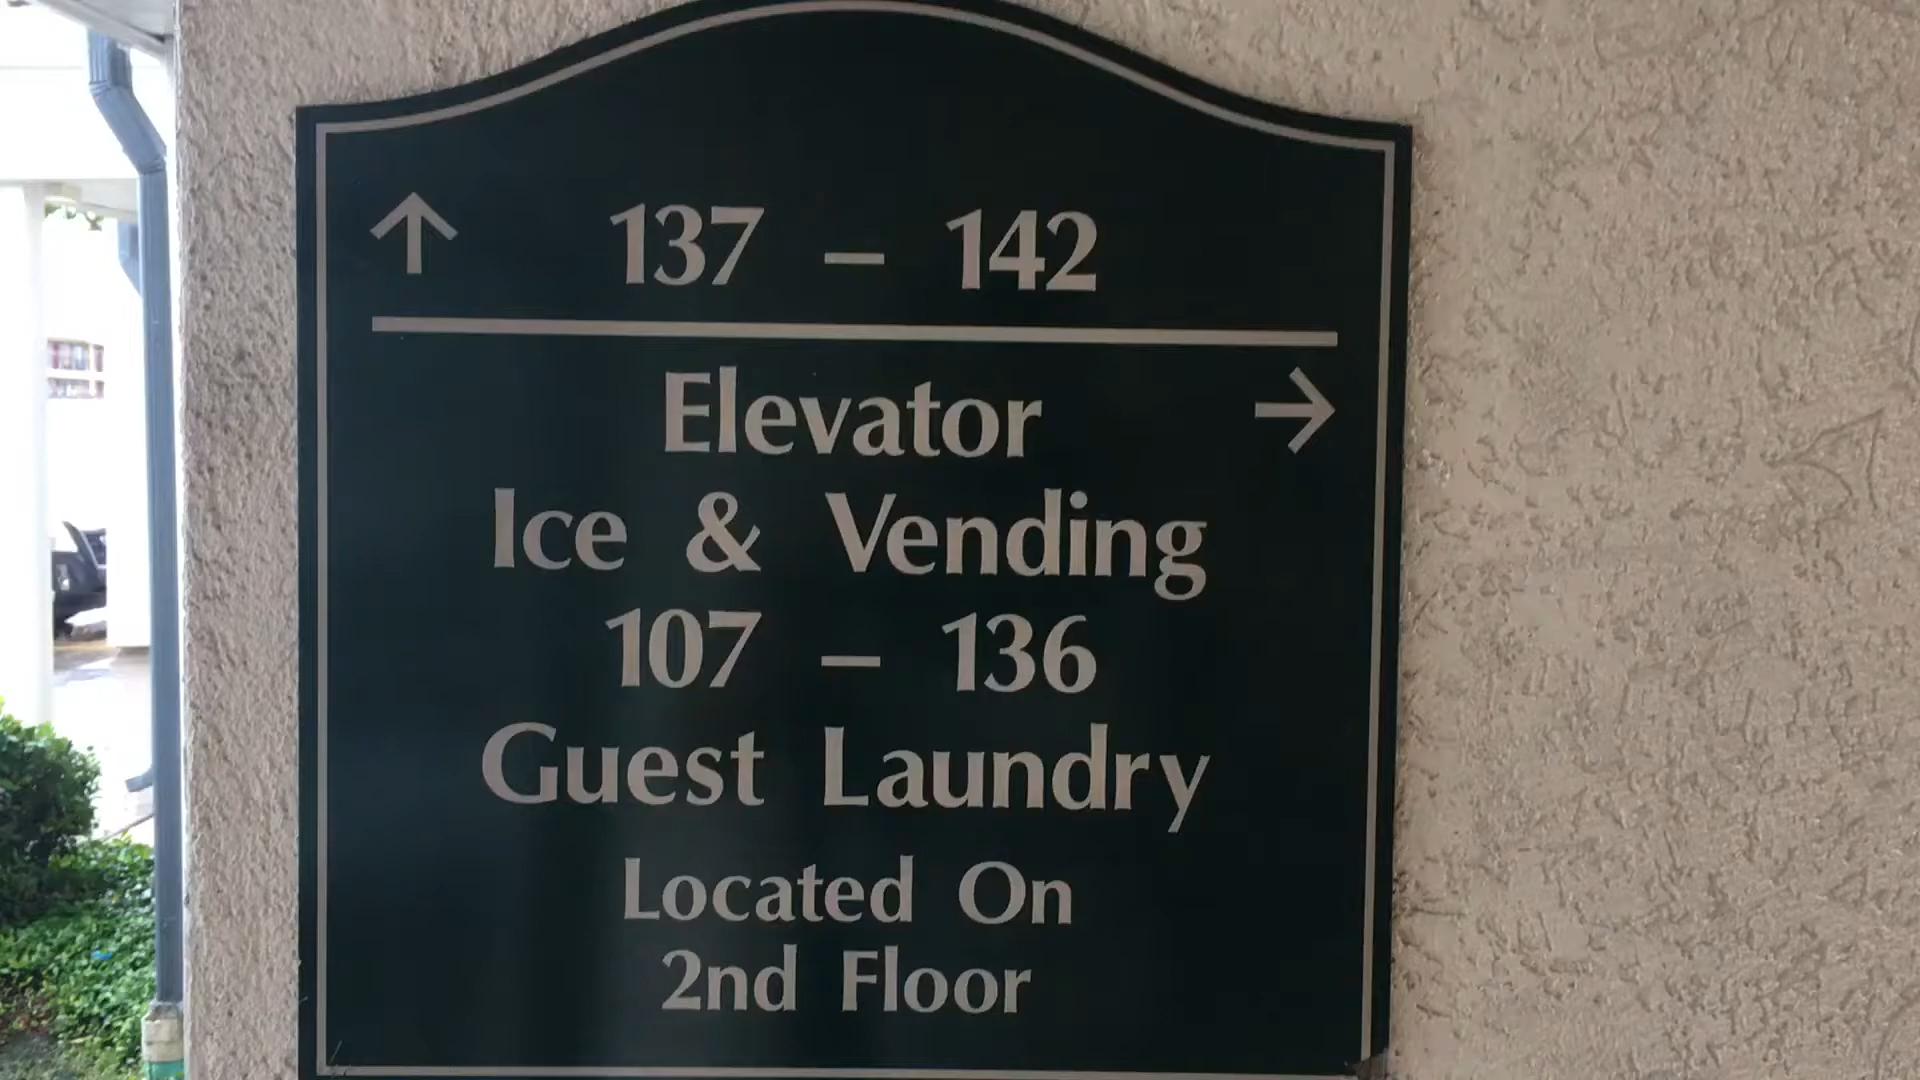 ↑ 137 – 142
Elevator →
Ice & Vending
107 – 136
Guest Laundry
Located On
2nd Floor